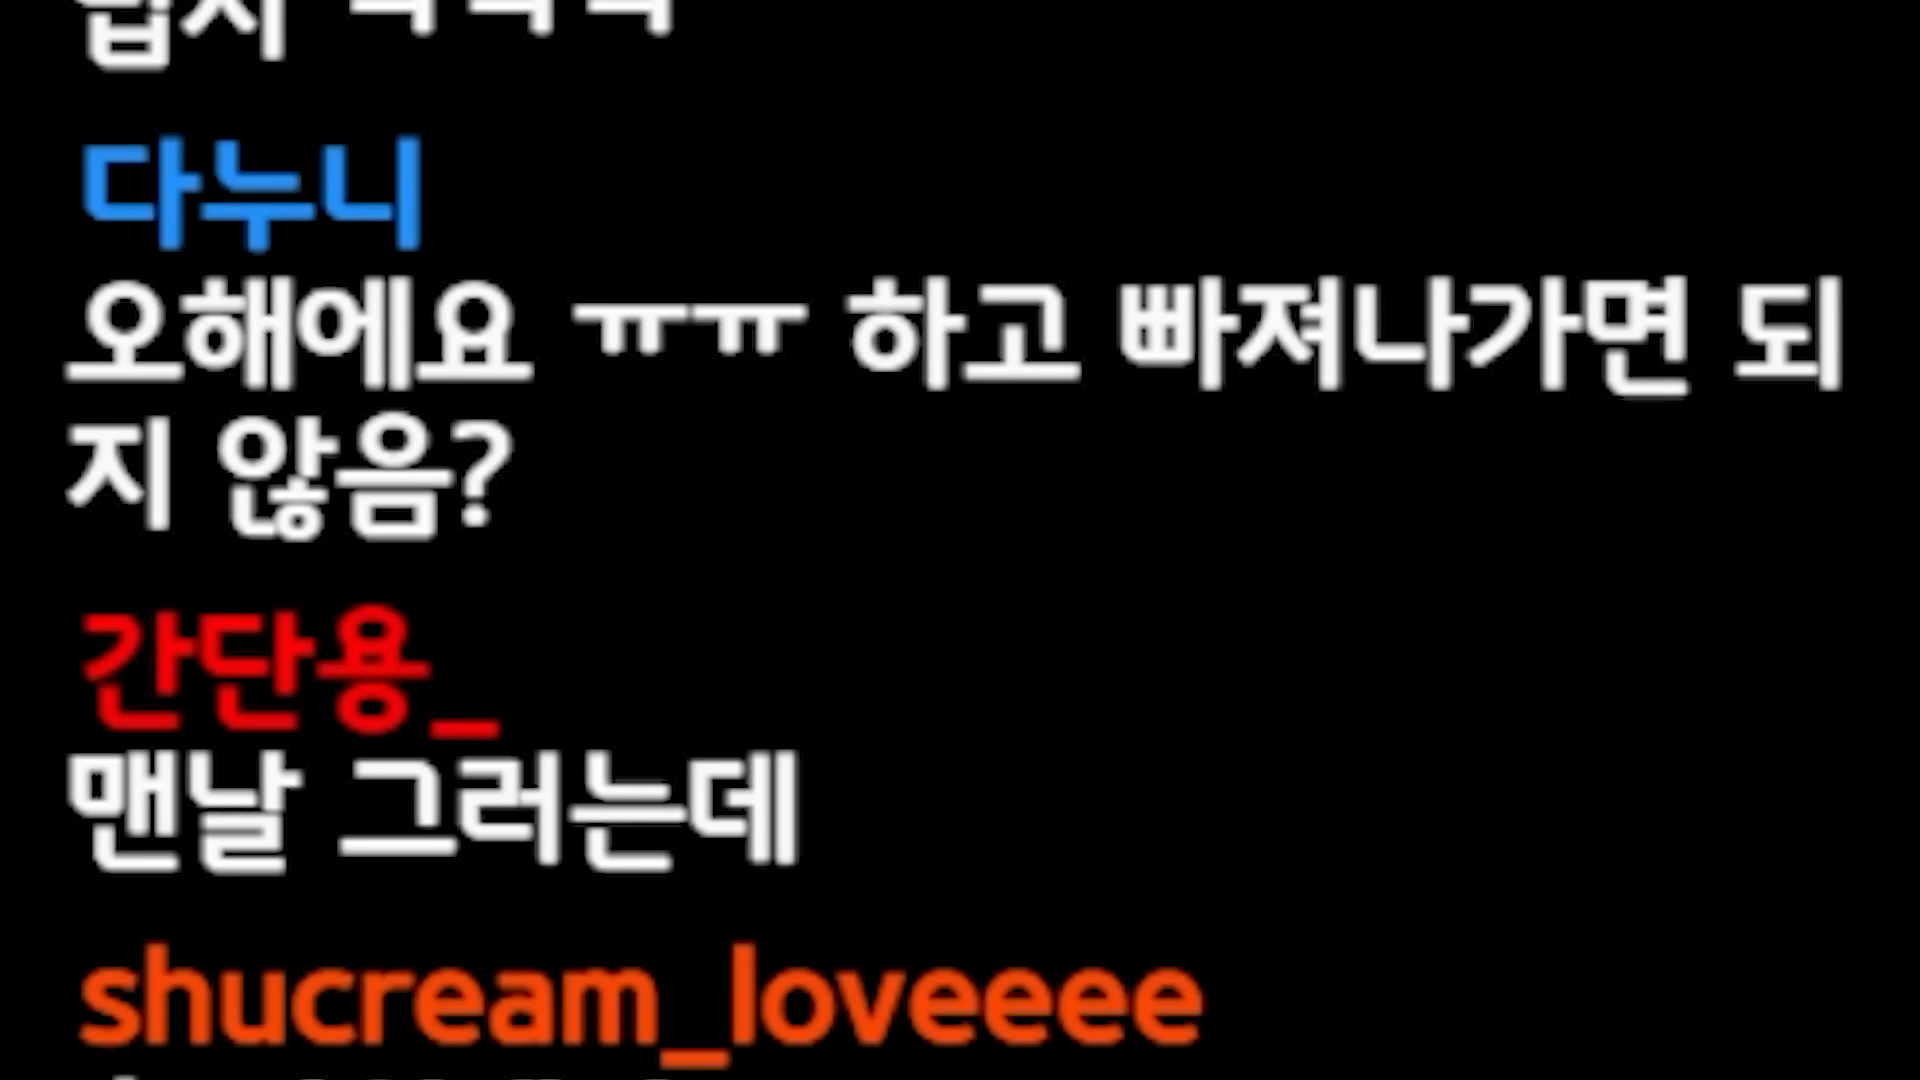 다누니
오해에요 ㅠㅠ 하고 빠져나가면 되
지 않음?
간단용_
맨날 그러는데
shucream_loveeee